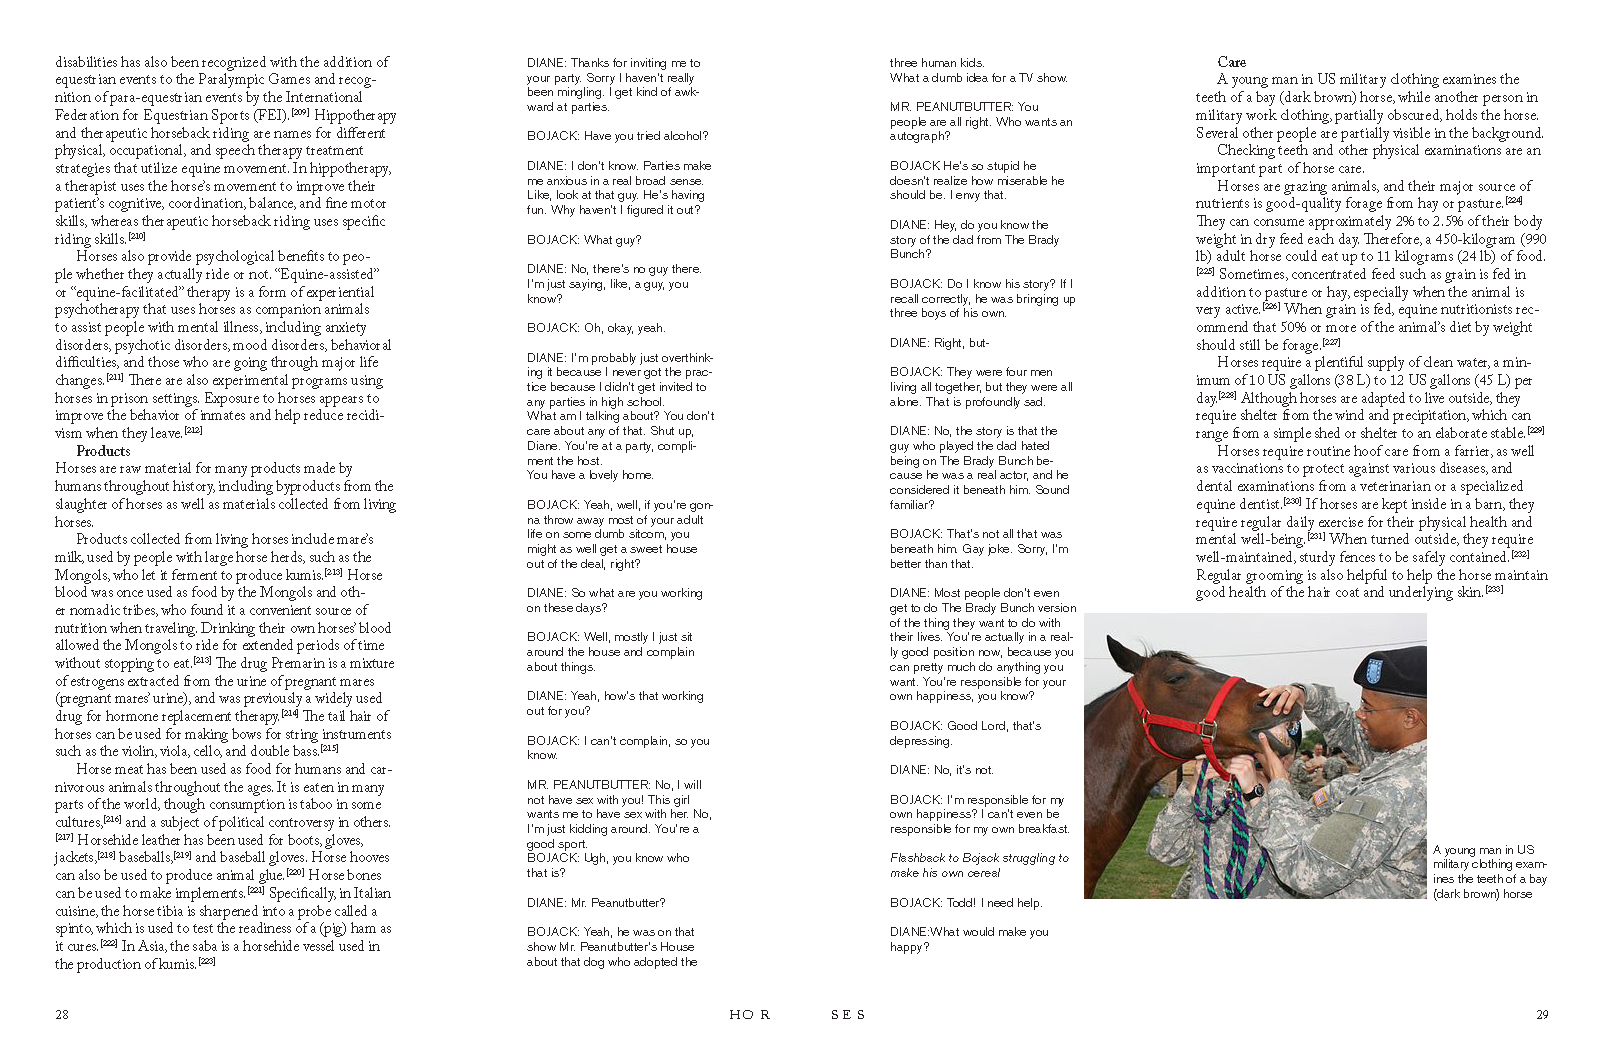 disabilities has also been recognized with the addition of
equestrian events to the Paralympic Games and recog-
nition of para-equestrian events by the International
Federation for Equestrian Sports (FEI).[209] Hippotherapy
and therapeutic horseback riding are names for different
physical, occupational, and speech therapy treatment
strategies that utilize equine movement. In hippotherapy,
a therapist uses the horse's movement to improve their
patient's cognitive, coordination, balance, and fine motor
skills, whereas therapeutic horseback riding uses specific
riding skills.[210]
Horses also provide psychological benefits to peo-
ple whether they actually ride or not. “Equine-assisted”
or “equine-facilitated” therapy is a form of experiential
psychotherapy that uses horses as companion animals
to assist people with mental illness, including anxiety
disorders, psychotic disorders, mood disorders, behavioral
difficulties, and those who are going through major life
changes.[211] There are also experimental programs using
horses in prison settings. Exposure to horses appears to
improve the behavior of inmates and help reduce recidi-
vism when they leave.[212]
Products
Horses are raw material for many products made by
humans throughout history, including byproducts from the
slaughter of horses as well as materials collected from living
horses.
Products collected from living horses include mare's
milk, used by people with large horse herds, such as the
Mongols, who let it ferment to produce kumis.[213] Horse
blood was once used as food by the Mongols and oth-
er nomadic tribes, who found it a convenient source of
nutrition when traveling. Drinking their own horses' blood
allowed the Mongols to ride for extended periods of time
without stopping to eat.[213] The drug Premarin is a mixture
of estrogens extracted from the urine of pregnant mares
(pregnant mares' urine), and was previously a widely used
drug for hormone replacement therapy.[214] The tail hair of
horses can be used for making bows for string instruments
such as the violin, viola, cello, and double bass.[215]
Horse meat has been used as food for humans and car-
nivorous animals throughout the ages. It is eaten in many
parts of the world, though consumption is taboo in some
cultures,[216] and a subject of political controversy in others.
[217] Horsehide leather has been used for boots, gloves,
jackets,[218] baseballs,[219] and baseball gloves. Horse hooves
can also be used to produce animal glue.[220] Horse bones
can be used to make implements.[221] Specifically, in Italian
cuisine, the horse tibia is sharpened into a probe called a
spinto, which is used to test the readiness of a (pig) ham as
it cures.[222] In Asia, the saba is a horsehide vessel used in
the production of kumis.[223]
DIANE: Thanks for inviting me to
your party. Sorry I haven't really
been mingling. I get kind of awk-
ward at parties.
BOJACK: Have you tried alcohol?
DIANE: I don't know. Parties make
me anxious in a real broad sense.
Like, look at that guy. He's having
fun. Why haven't I figured it out?
BOJACK: What guy?
DIANE: No, there's no guy there.
I'm just saying, like, a guy, you
know?
BOJACK: Oh, okay, yeah.
DIANE: I'm probably just overthink-
ing it because I never got the prac-
tice because I didn't get invited to
any parties in high school.
What am I talking about? You don't
care about any of that. Shut up,
Diane. You're at a party, compli-
ment the host.
You have a lovely home.
BOJACK: Yeah, well, if you're gon-
na throw away most of your adult
life on some dumb sitcom, you
might as well get a sweet house
out of the deal, right?
DIANE: So what are you working
on these days?
BOJACK: Well, mostly I just sit
around the house and complain
about things.
DIANE: Yeah, how's that working
out for you?
BOJACK: I can't complain, so you
know.
MR. PEANUTBUTTER: No, I will
not have sex with you! This girl
wants me to have sex with her. No,
I'm just kidding around. You're a
good sport.
BOJACK: Ugh, you know who
that is?
DIANE: Mr. Peanutbutter?
BOJACK: Yeah, he was on that
show Mr. Peanutbutter's House
about that dog who adopted the
three human kids.
What a dumb idea for a TV show.
MR. PEANUTBUTTER: You
people are all right. Who wants an
autograph?
BOJACK He's so stupid he
doesn't realize how miserable he
should be. I envy that.
DIANE: Hey, do you know the
story of the dad from The Brady
Bunch?
BOJACK: Do I know his story? If I
recall correctly, he was bringing up
three boys of his own.
DIANE: Right, but-
BOJACK: They were four men
living all together, but they were all
alone. That is profoundly sad.
DIANE: No, the story is that the
guy who played the dad hated
being on The Brady Bunch be-
cause he was a real actor, and he
considered it beneath him. Sound
familiar?
BOJACK: That's not all that was
beneath him. Gay joke. Sorry, I'm
better than that.
DIANE: Most people don't even
get to do The Brady Bunch version
of the thing they want to do with
their lives. You're actually in a real-
ly good position now, because you
can pretty much do anything you
want. You're responsible for your
own happiness, you know?
BOJACK: Good Lord, that's
depressing.
DIANE: No, it's not.
BOJACK: I'm responsible for my
own happiness? I can't even be
responsible for my own breakfast.
Flashback to Bojack struggling to
make his own cereal
BOJACK: Todd! I need help.
DIANE:What would make you
happy?
Care
A young man in US military clothing examines the
teeth of a bay (dark brown) horse, while another person in
military work clothing, partially obscured, holds the horse.
Several other people are partially visible in the background.
Checking teeth and other physical examinations are an
important part of horse care.
Horses are grazing animals, and their major source of
nutrients is good-quality forage from hay or pasture.[224]
They can consume approximately 2% to 2.5% of their body
weight in dry feed each day. Therefore, a 450-kilogram (990
lb) adult horse could eat up to 11 kilograms (24 lb) of food.
[225] Sometimes, concentrated feed such as grain is fed in
addition to pasture or hay, especially when the animal is
very active.[226] When grain is fed, equine nutritionists rec-
ommend that 50% or more of the animal's diet by weight
should still be forage.[227]
Horses require a plentiful supply of clean water, a min-
imum of 10 US gallons (38 L) to 12 US gallons (45 L) per
day.[228] Although horses are adapted to live outside, they
require shelter from the wind and precipitation, which can
range from a simple shed or shelter to an elaborate stable.[229]
Horses require routine hoof care from a farrier, as well
as vaccinations to protect against various diseases, and
dental examinations from a veterinarian or a specialized
equine dentist.[230] If horses are kept inside in a barn, they
require regular daily exercise for their physical health and
mental well-being.[231] When turned outside, they require
well-maintained, sturdy fences to be safely contained.[232]
Regular grooming is also helpful to help the horse maintain
good health of the hair coat and underlying skin.[233]
A young man in US
military clothing exam-
ines the teeth of a bay
(dark brown) horse
28
HOR SES
29